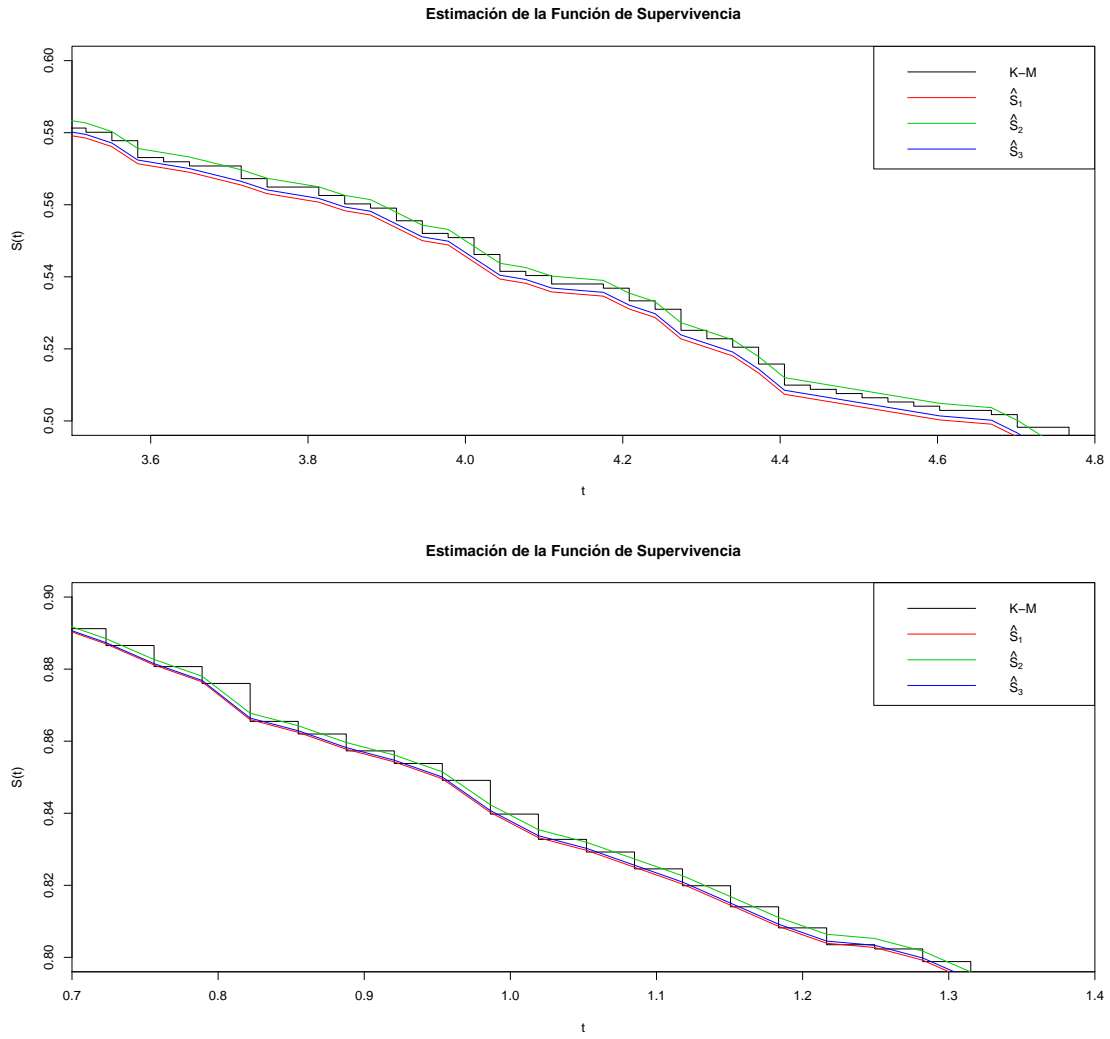 Estimación de la Función de Supervivencia
K−M
Ŝ₁
Ŝ₂
Ŝ₃
S(t)
0.60
0.58
0.56
0.54
0.52
0.50
3.6 3.8 4.0 4.2 4.4 4.6 4.8
t
Estimación de la Función de Supervivencia
K−M
Ŝ₁
Ŝ₂
Ŝ₃
S(t)
0.90
0.88
0.86
0.84
0.82
0.80
0.7 0.8 0.9 1.0 1.1 1.2 1.3 1.4
t